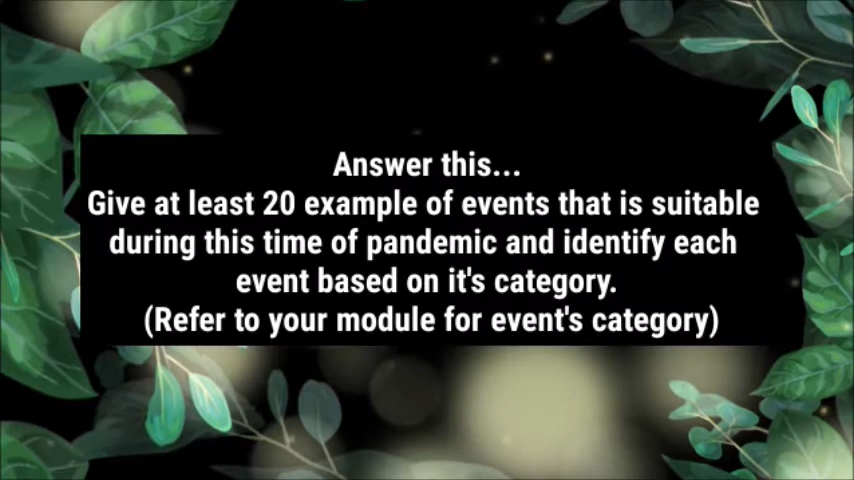 Answer this...
Give at least 20 example of events that is suitable
during this time of pandemic and identify each
event based on it's category.
(Refer to your module for event's category)